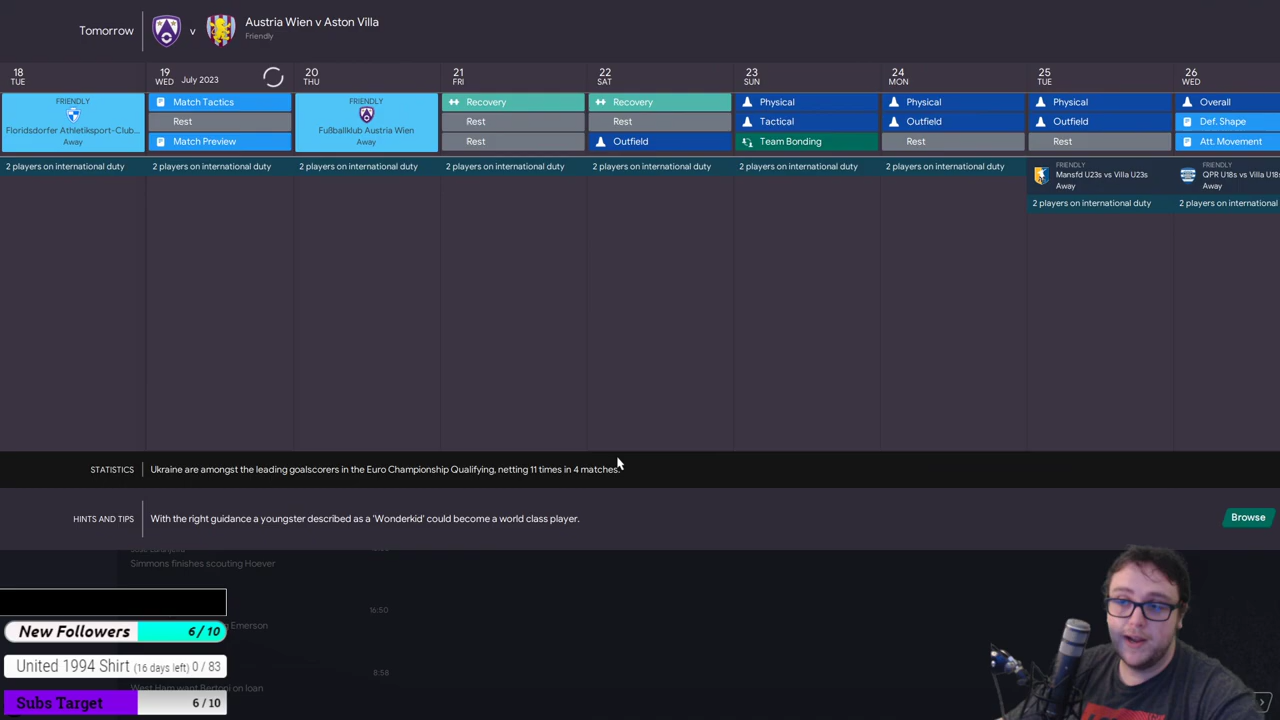 Tomorrow
v
Austria Wien v Aston Villa
Friendly
18
TUE
19
WED July 2023
20
THU
21
FRI
22
SAT
23
SUN
24
MON
25
TUE
26
WED
FRIENDLY
Floridsdorfer Athletiksport-Club...
Away
Match Tactics
Rest
Match Preview
FRIENDLY
Fußballklub Austria Wien
Away
Recovery
Rest
Rest
Recovery
Rest
Outfield
Physical
Tactical
Team Bonding
Physical
Outfield
Rest
Physical
Outfield
Rest
Overall
Def. Shape
Att. Movement
2 players on international duty
2 players on international duty
2 players on international duty
2 players on international duty
2 players on international duty
2 players on international duty
2 players on international duty
FRIENDLY
Mansfd U23s vs Villa U23s
Away
2 players on international duty
FRIENDLY
QPR U18s vs Villa U18s
Away
2 players on international
STATISTICS
Ukraine are amongst the leading goalscorers in the Euro Championship Qualifying, netting 11 times in 4 matches.
HINTS AND TIPS
With the right guidance a youngster described as a 'Wonderkid' could become a world class player.
Browse
Simmons finishes scouting Hoever
16:50
Emerson
8:58
West Ham want Bertoni on loan
New Followers 6 / 10
United 1994 Shirt (16 days left) 0 / 83
Subs Target 6 / 10